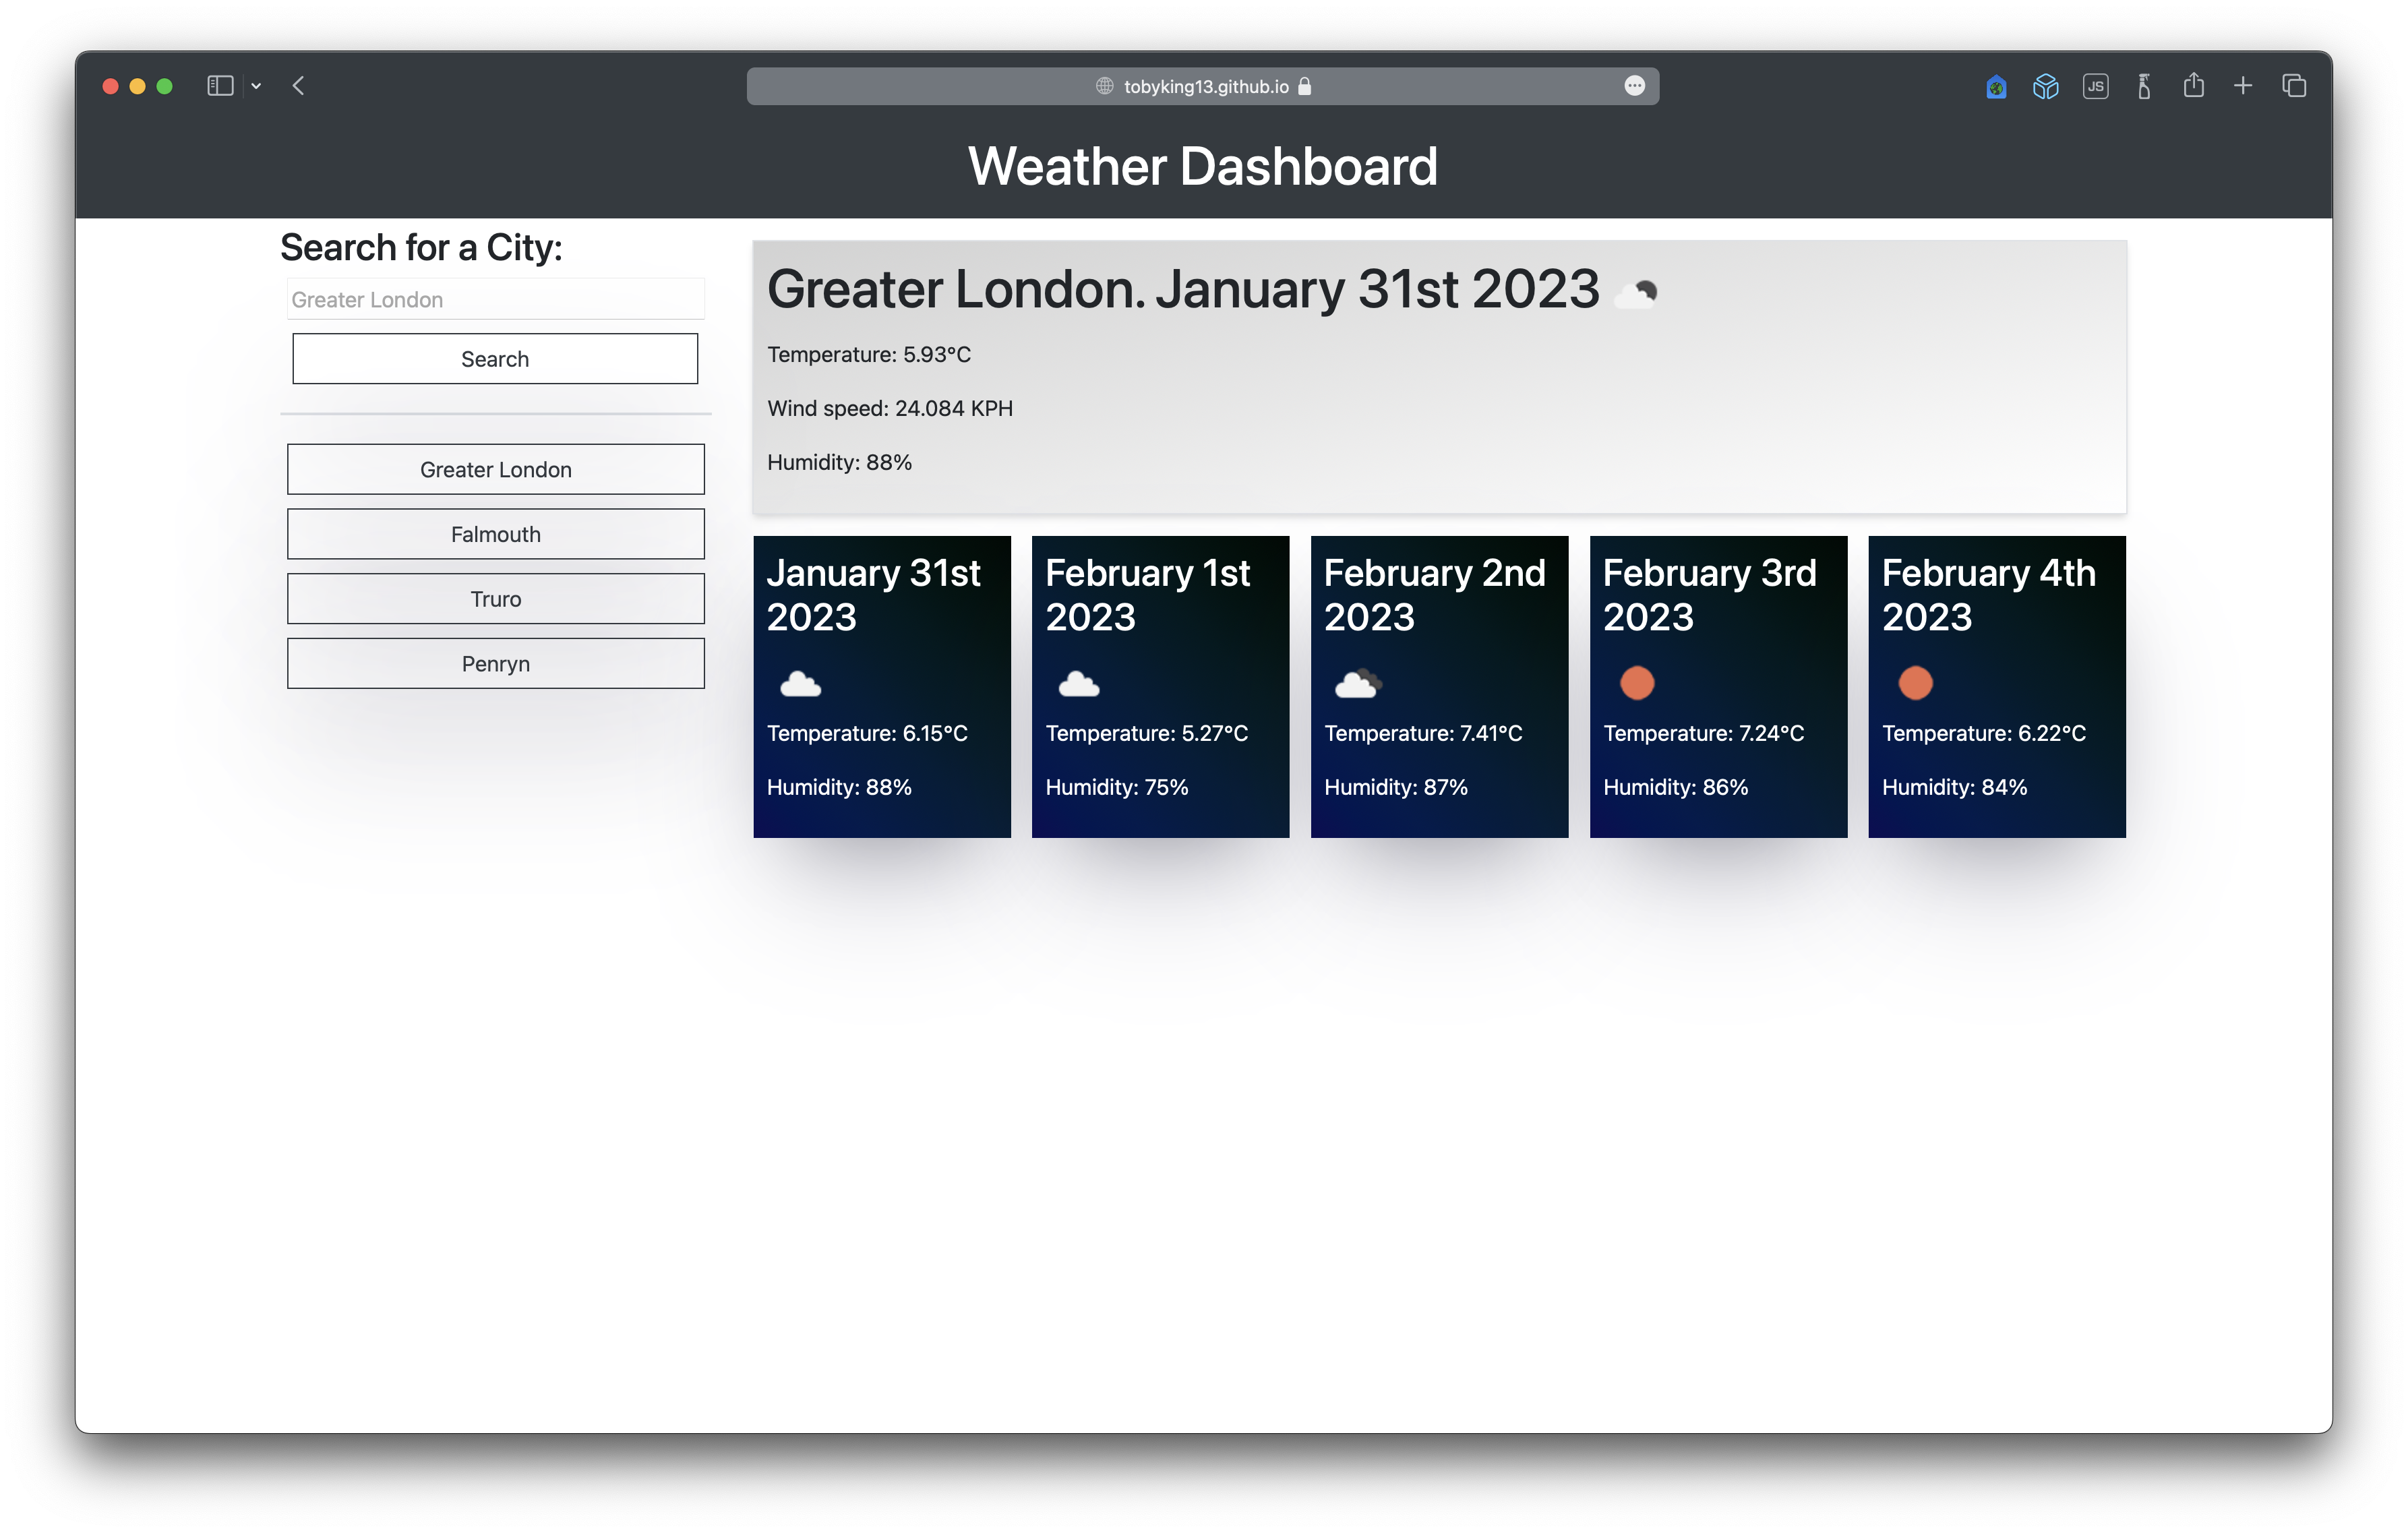 tobyking13.github.io
JS
Weather Dashboard
Search for a City:
Greater London
Search
Greater London
Falmouth
Truro
Penryn
Greater London. January 31st 2023
Temperature: 5.93°C
Wind speed: 24.084 KPH
Humidity: 88%
January 31st
2023
Temperature: 6.15°C
Humidity: 88%
February 1st
2023
Temperature: 5.27°C
Humidity: 75%
February 2nd
2023
Temperature: 7.41°C
Humidity: 87%
February 3rd
2023
Temperature: 7.24°C
Humidity: 86%
February 4th
2023
Temperature: 6.22°C
Humidity: 84%